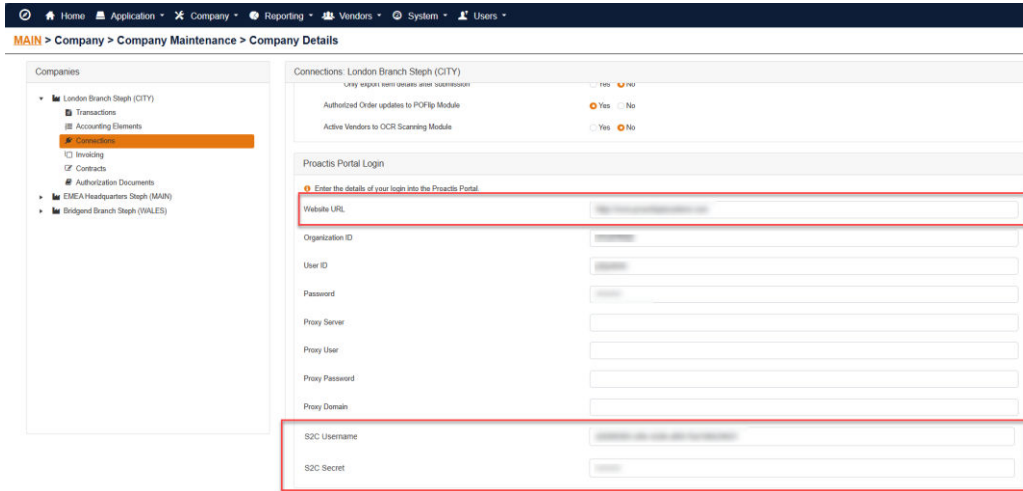 Home Application Company Reporting Vendors System Users
MAIN > Company > Company Maintenance > Company Details
Companies
London Branch Steph (CITY)
Transactions
Accounting Elements
Connections
Invoicing
Contracts
Authorization Documents
EMEA Headquarters Steph (MAIN)
Bridgend Branch Steph (WALES)
Connections: London Branch Steph (CITY)
Only export item details after submission Yes No
Authorized Order updates to POFlip Module Yes No
Active Vendors to OCR Scanning Module Yes No
Proactis Portal Login
Enter the details of your login into the Proactis Portal.
Website URL
Organization ID
User ID
Password
Proxy Server
Proxy User
Proxy Password
Proxy Domain
S2C Username
S2C Secret